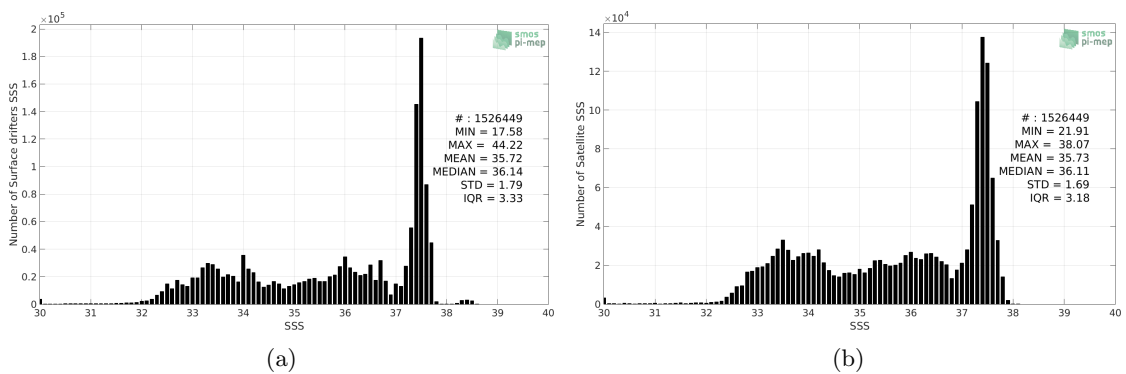 ×10⁵
2
1.8
1.6
1.4
1.2
1
0.8
0.6
0.4
0.2
0
Number of Surface drifters SSS
smos
pi-mep
# : 1526449
MIN = 17.58
MAX = 44.22
MEAN = 35.72
MEDIAN = 36.14
STD = 1.79
IQR = 3.33
30 31 32 33 34 35 36 37 38 39 40
SSS
(a)
×10⁴
14
12
10
8
6
4
2
0
Number of Satellite SSS
smos
pi-mep
# : 1526449
MIN = 21.91
MAX = 38.07
MEAN = 35.73
MEDIAN = 36.11
STD = 1.69
IQR = 3.18
30 31 32 33 34 35 36 37 38 39 40
SSS
(b)